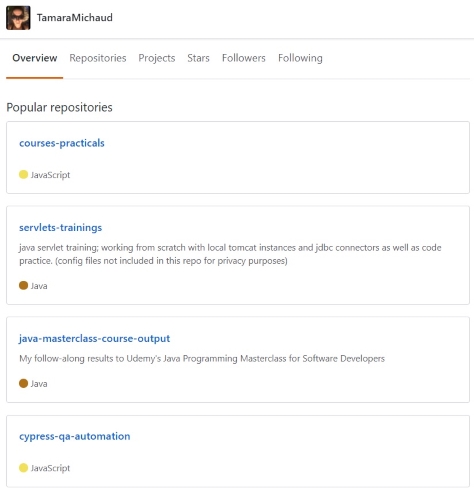 TamaraMichaud
Overview Repositories Projects Stars Followers Following
Popular repositories
courses-practicals
JavaScript
servlets-trainings
java servlet training; working from scratch with local tomcat instances and jdbc connectors as well as code
practice. (config files not included in this repo for privacy purposes)
Java
java-masterclass-course-output
My follow-along results to Udemy's Java Programming Masterclass for Software Developers
Java
cypress-qa-automation
JavaScript